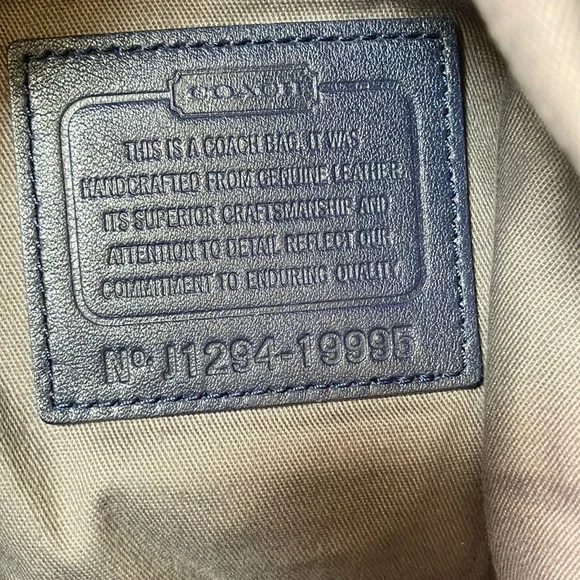 COACH
THIS IS A COACH BAG. IT WAS
HANDCRAFTED FROM GENUINE LEATHER.
ITS SUPERIOR CRAFTSMANSHIP AND
ATTENTION TO DETAIL REFLECT OUR
COMMITMENT TO ENDURING QUALITY.
No. J1294-19995